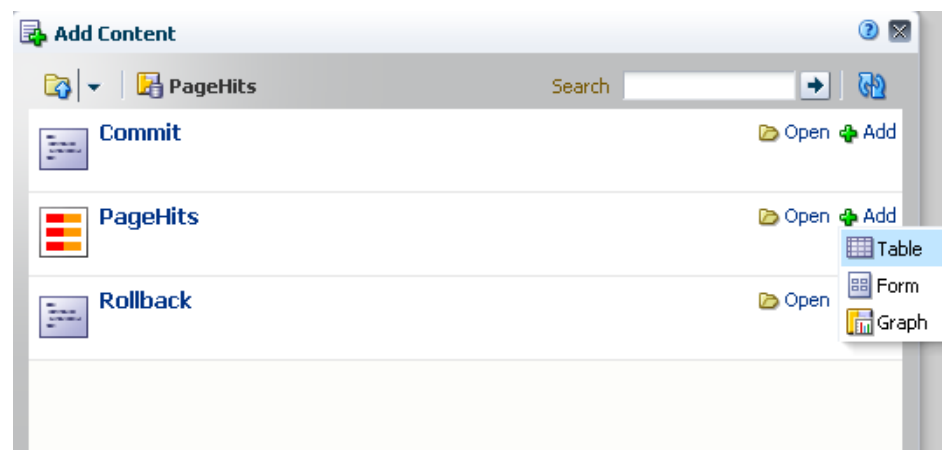 Add Content
PageHits Search
Commit Open Add
PageHits Open Add
Table
Rollback Open Form
Graph